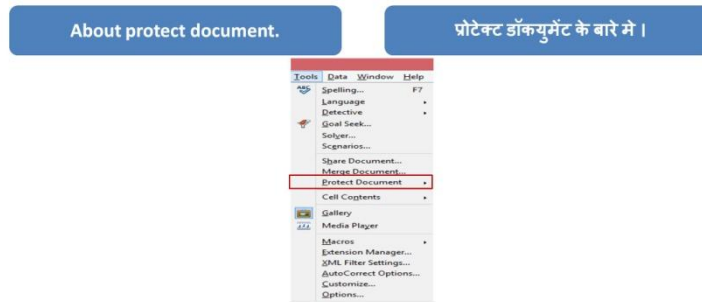 About protect document.
प्रोटेक्ट डॉकयुमेंट के बारे मे ।
Tools Data Window Help
Spelling... F7
Language
Detective
Goal Seek...
Solver...
Scenarios...
Share Document...
Merge Document...
Protect Document
Cell Contents
Gallery
Media Player
Macros
Extension Manager...
XML Filter Settings...
AutoCorrect Options...
Customize...
Options...